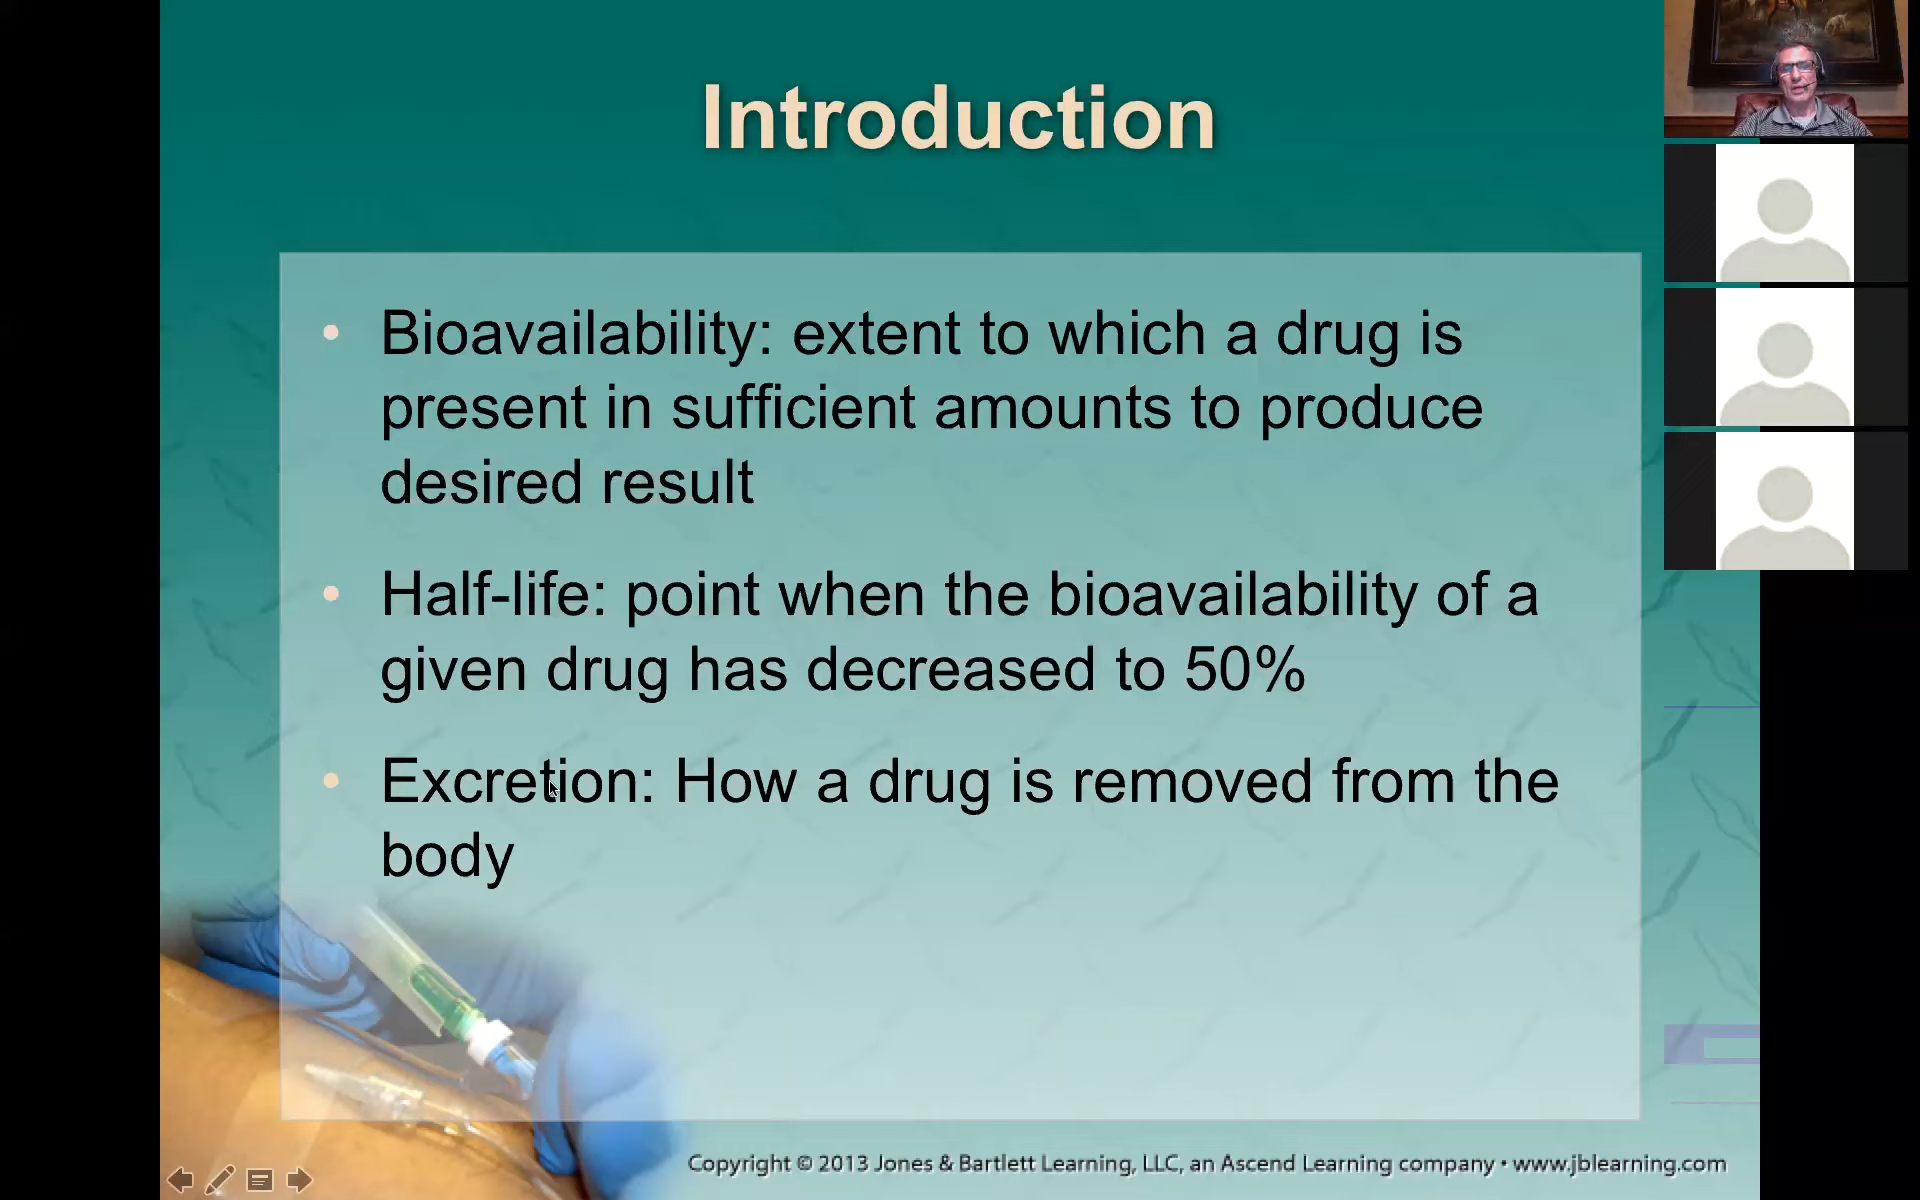 Introduction
• Bioavailability: extent to which a drug is
present in sufficient amounts to produce
desired result
• Half-life: point when the bioavailability of a
given drug has decreased to 50%
• Excretion: How a drug is removed from the
body
Copyright © 2013 Jones & Bartlett Learning, LLC, an Ascend Learning company • www.jblearning.com